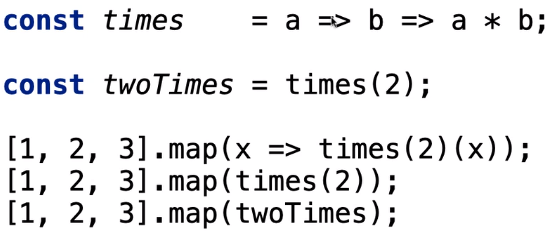 const times    = a => b => a * b;
const twoTimes = times(2);
[1, 2, 3].map(x => times(2)(x));
[1, 2, 3].map(times(2));
[1, 2, 3].map(twoTimes);